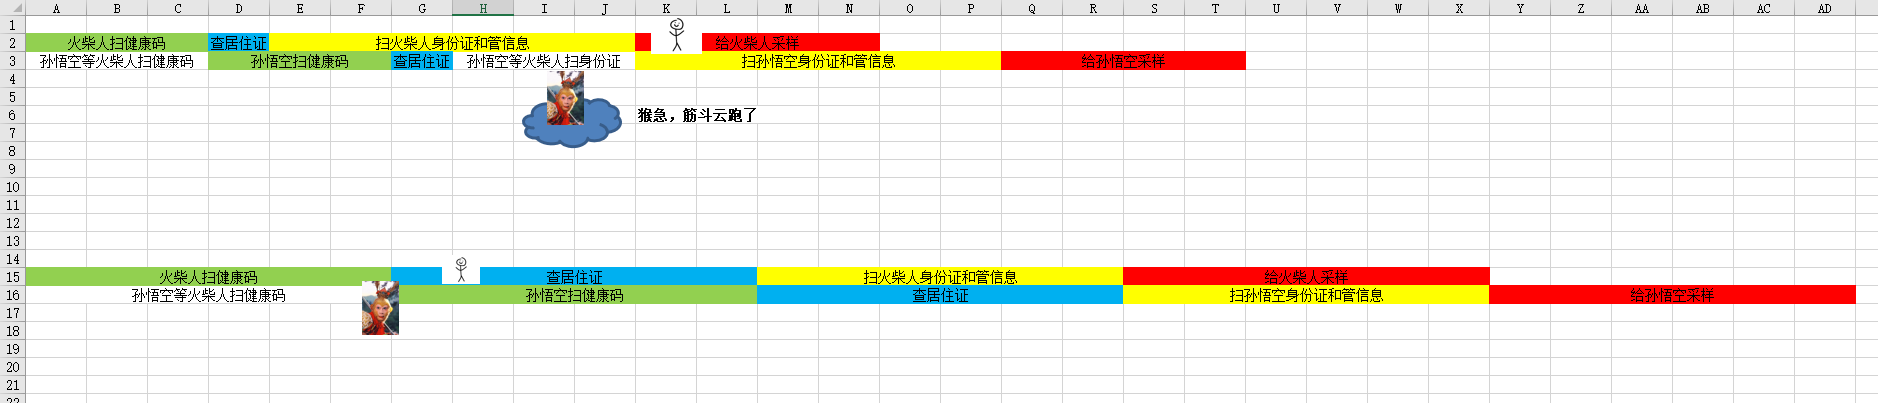 A B C D E F G H I J K L M N O P Q R S T U V W X Y Z AA AB AC AD
1
2 火柴人扫健康码 查居住证 扫火柴人身份证和管信息 给火柴人采样
3 孙悟空等火柴人扫健康码 孙悟空扫健康码 查居住证 孙悟空等火柴人扫身份证 扫孙悟空身份证和管信息 给孙悟空采样
4
5
6 猴急，筋斗云跑了
7
8
9
10
11
12
13
14
15 火柴人扫健康码 查居住证 扫火柴人身份证和管信息 给火柴人采样
16 孙悟空等火柴人扫健康码 孙悟空扫健康码 查居住证 扫孙悟空身份证和管信息 给孙悟空采样
17
18
19
20
21
22